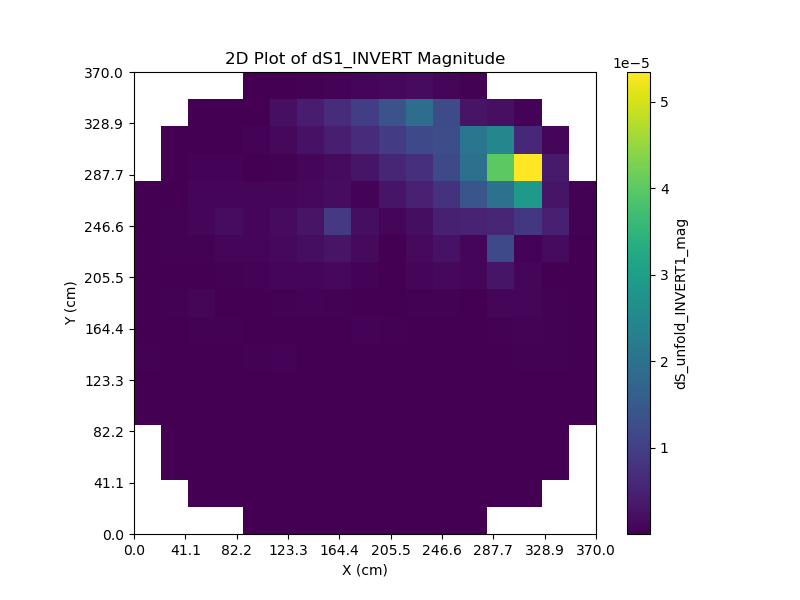 2D Plot of dS1_INVERT Magnitude
1e−5
370.0
328.9
287.7
246.6
205.5
164.4
123.3
82.2
41.1
0.0
Y (cm)
0.0 41.1 82.2 123.3 164.4 205.5 246.6 287.7 328.9 370.0
X (cm)
5
4
3
2
1
dS_unfold_INVERT1_mag